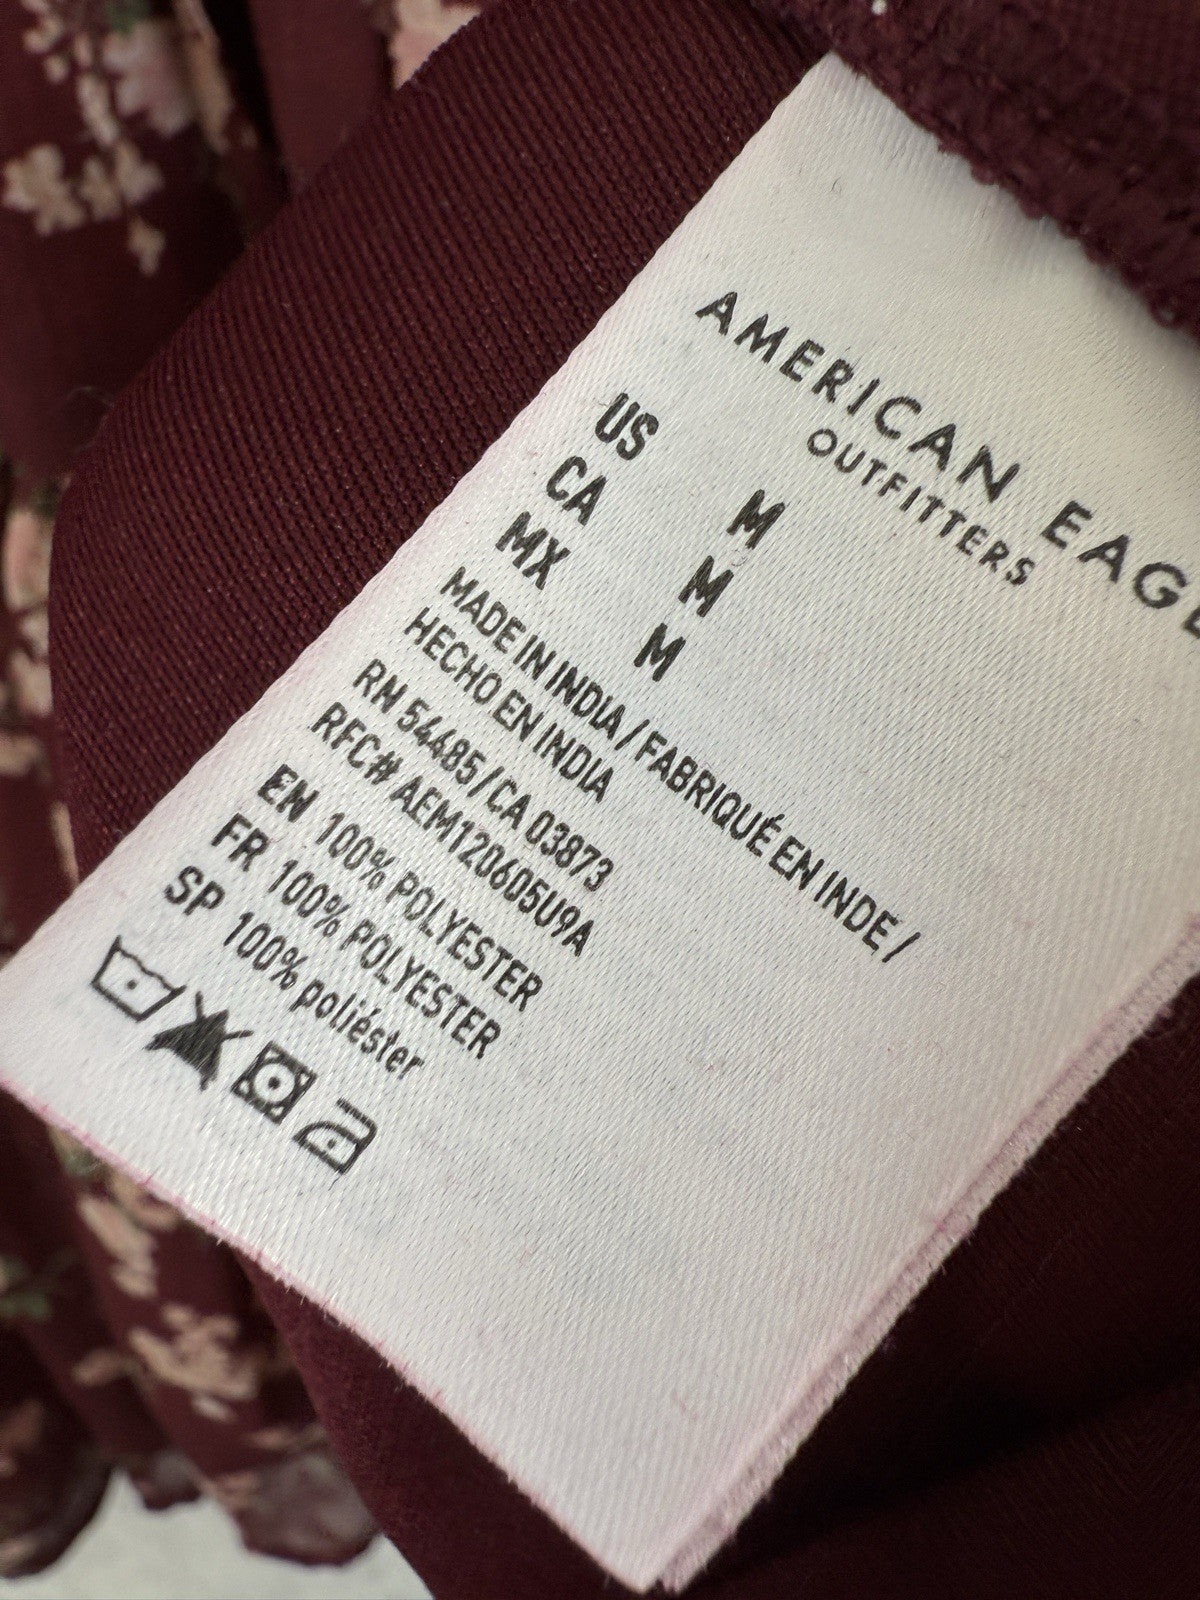 AMERICAN EAGL
OUTFITTERS
US M
CA M
MX M
MADE IN INDIA / FABRIQUÉ EN INDE /
HECHO EN INDIA
RN 54485 / CA 03873
RFC# AEM120605U9A
EN 100% POLYESTER
FR 100% POLYESTER
SP 100% poliéster